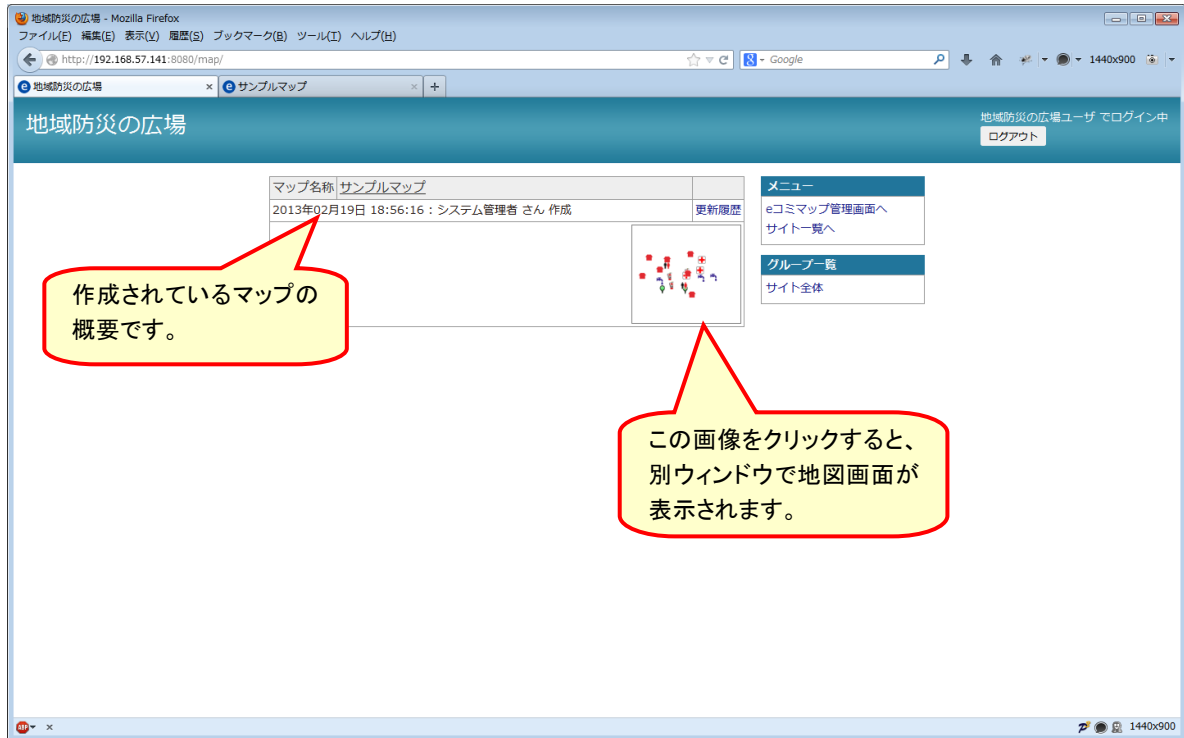 地域防災の広場 - Mozilla Firefox
ファイル(F) 編集(E) 表示(V) 履歴(S) ブックマーク(B) ツール(T) ヘルプ(H)
http://192.168.57.141:8080/map/
Google
1440x900
地域防災の広場 × サンプルマップ × +
地域防災の広場
地域防災の広場ユーザ でログイン中
ログアウト
マップ名称 サンプルマップ
2013年02月19日 18:56:16 : システム管理者 さん 作成 更新履歴
メニュー
eコミマップ管理画面へ
サイト一覧へ
グループ一覧
サイト全体
作成されているマップの
概要です。
この画像をクリックすると、
別ウィンドウで地図画面が
表示されます。
ABP ×
1440x900